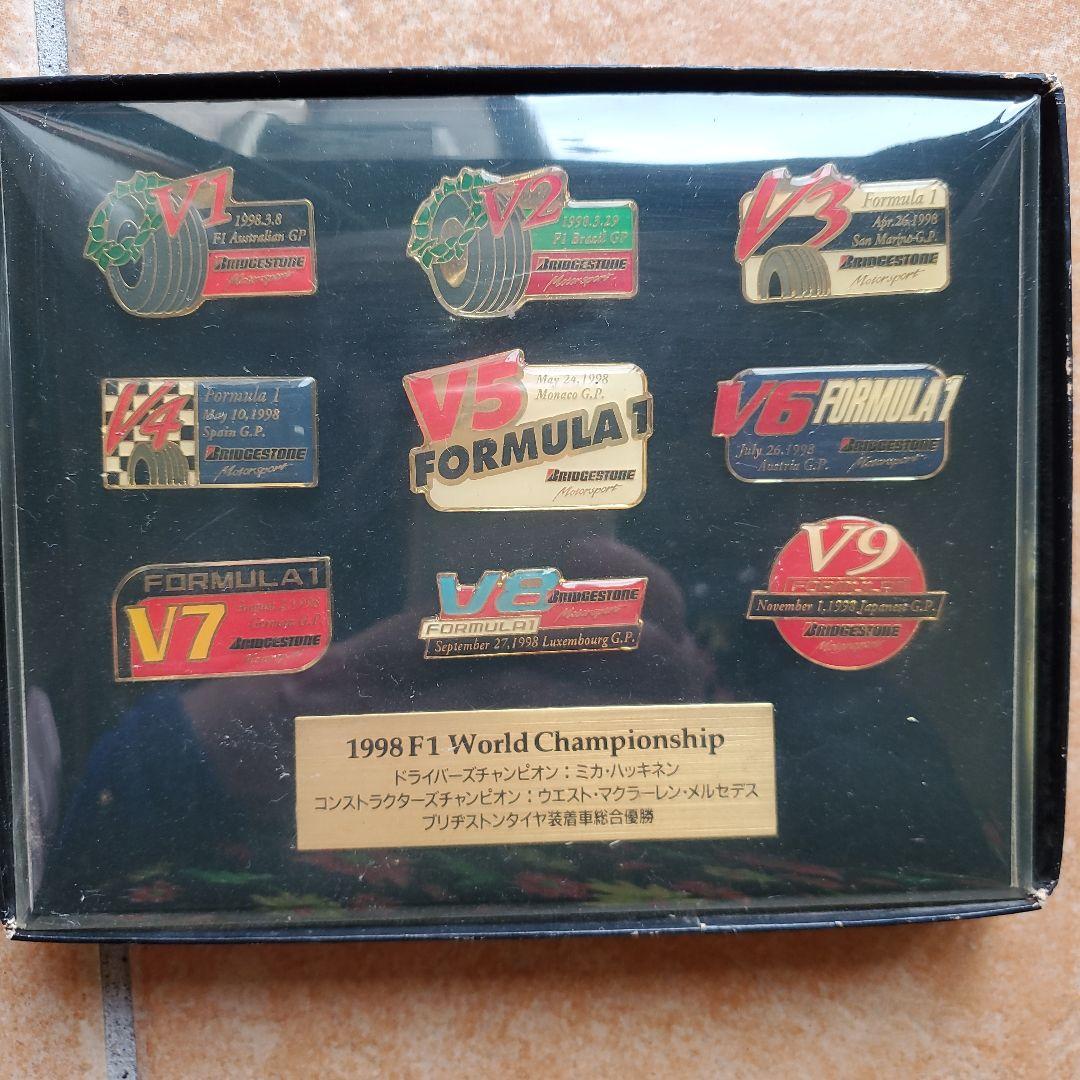 V1
1998.3.8
F1 Australian GP
BRIDGESTONE
Motorsport
V2
1998.3.29
F1 Brazil GP
BRIDGESTONE
Motorsport
V3
Formula 1
Apr.26,1998
San Marino G.P.
BRIDGESTONE
Motorsport
V4
Formula 1
May 10,1998
Spain G.P.
BRIDGESTONE
Motorsport
V5
May 24,1998
Monaco G.P.
FORMULA 1
BRIDGESTONE
Motorsport
V6 FORMULA 1
July 26,1998
Austria G.P.
BRIDGESTONE
Motorsport
FORMULA 1
V7
1998
G.P.
BRIDGESTONE
Motorsport
V8
BRIDGESTONE
Motorsport
FORMULA1
September 27,1998 Luxembourg G.P.
V9
FORMULA 1
November 1,1998 Japanese G.P.
BRIDGESTONE
Motorsport
1998 F1 World Championship
ドライバーズチャンピオン：ミカ・ハッキネン
コンストラクターズチャンピオン：ウエスト・マクラーレン・メルセデス
ブリヂストンタイヤ装着車総合優勝